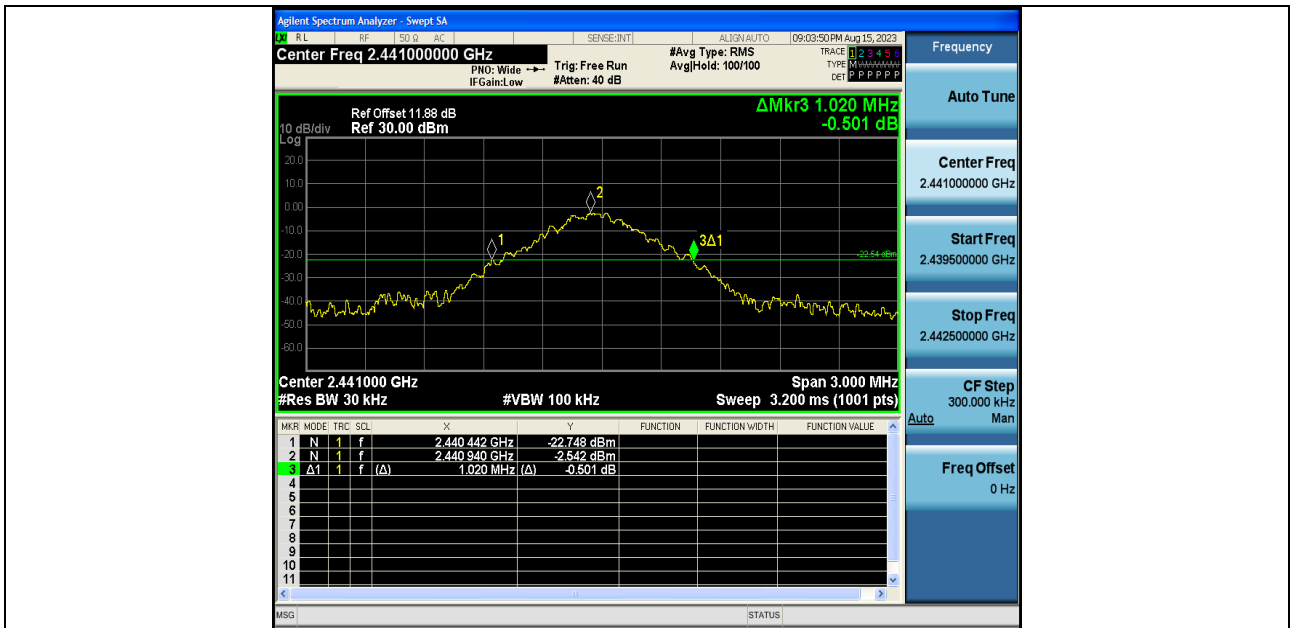 Agilent Spectrum Analyzer - Swept SA
LXI RL RF 50 Ω AC SENSE:INT ALIGN AUTO 09:03:50 PM Aug 15, 2023
Center Freq 2.441000000 GHz
PNO: Wide
IFGain:Low
Trig: Free Run
#Atten: 40 dB
#Avg Type: RMS
Avg|Hold: 100/100
TRACE 1 2 3 4 5 6
TYPE M WWWWW
DET P P P P P P
Ref Offset 11.88 dB
10 dB/div Ref 30.00 dBm
Log
ΔMkr3 1.020 MHz
-0.501 dB
20.0
10.0
0.00
-10.0
-20.0
-30.0
-40.0
-50.0
-60.0
1
2
3Δ1
-22.54 dBm
Center 2.441000 GHz Span 3.000 MHz
#Res BW 30 kHz #VBW 100 kHz Sweep 3.200 ms (1001 pts)
MKR MODE TRC SCL X Y FUNCTION FUNCTION WIDTH FUNCTION VALUE
1 N 1 f 2.440 442 GHz -22.748 dBm
2 N 1 f 2.440 940 GHz -2.542 dBm
3 Δ1 1 f (Δ) 1.020 MHz (Δ) -0.501 dB
4
5
6
7
8
9
10
11
MSG STATUS
Frequency
Auto Tune
Center Freq
2.441000000 GHz
Start Freq
2.439500000 GHz
Stop Freq
2.442500000 GHz
CF Step
300.000 kHz
Auto Man
Freq Offset
0 Hz